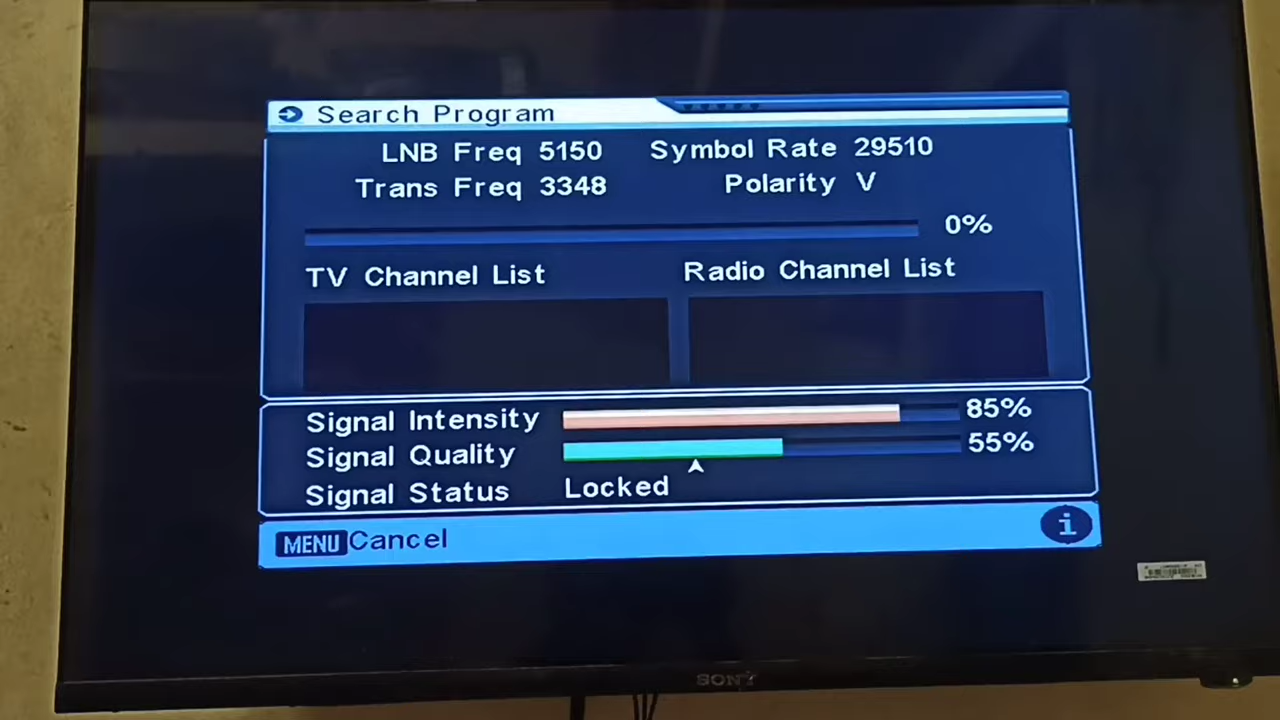 Search Program
LNB Freq 5150 Symbol Rate 29510
Trans Freq 3348 Polarity V
0%
TV Channel List Radio Channel List
Signal Intensity 85%
Signal Quality 55%
Signal Status Locked
MENU Cancel i
SONY